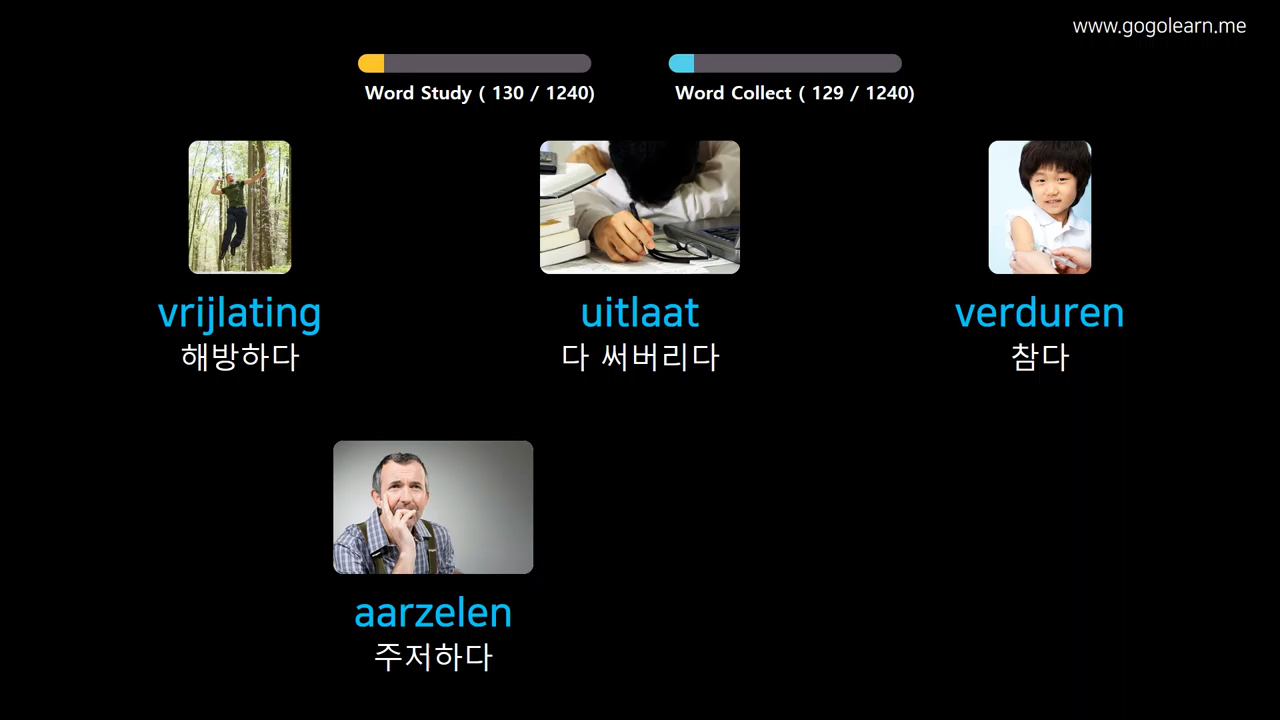 www.gogolearn.me
Word Study ( 130 / 1240)
Word Collect ( 129 / 1240)
vrijlating
해방하다
uitlaat
다 써버리다
verduren
참다
aarzelen
주저하다